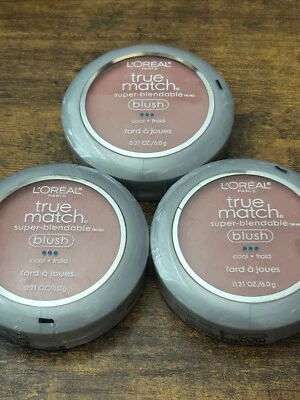 L'ORÉAL
PARIS
true
match®
super-blendable
blush
cool • froid
fard à joues
0.21 OZ./6.0g
L'ORÉAL
PARIS
true
match®
super-blendable
blush
cool • froid
fard à joues
0.21 OZ./6.0g
L'ORÉAL
PARIS
true
match®
super-blendable
blush
cool • froid
fard à joues
0.21 OZ./6.0g